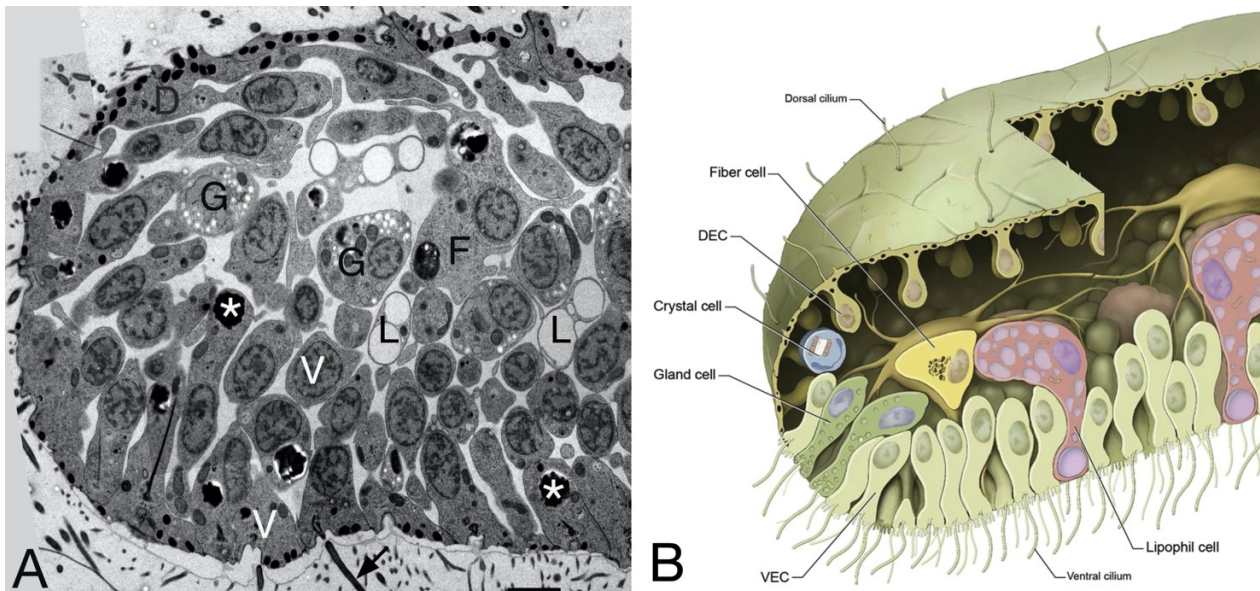 D
G
G
F
*
L
L
V
*
V
A
Dorsal cilium
Fiber cell
DEC
Crystal cell
Gland cell
VEC
Lipophil cell
Ventral cilium
B